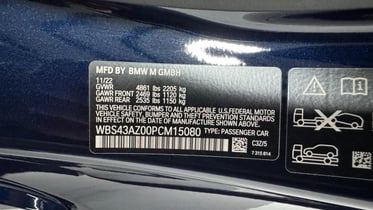 MFD BY BMW M GMBH
11/22
GVWR 4861 lbs 2205 kg
GAWR FRONT 2469 lbs 1120 kg
GAWR REAR 2535 lbs 1150 kg
THIS VEHICLE CONFORMS TO ALL
APPLICABLE U.S.FEDERAL MOTOR
VEHICLE SAFETY, BUMPER, AND
THEFT PREVENTION STANDARDS
IN EFFECT ON THE DATE OF
MANUFACTURE SHOWN ABOVE.
WBS43AZ00PCM15080 TYPE: PASSENGER CAR
C3Z/5